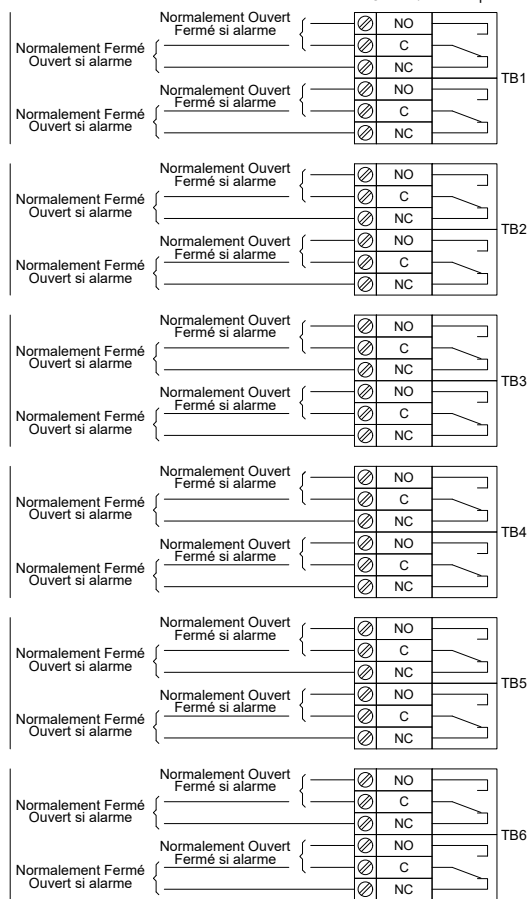 Normalement Ouvert
Fermé si alarme
NO
Normalement Fermé
Ouvert si alarme
C
NC
TB1
Normalement Ouvert
Fermé si alarme
NO
Normalement Fermé
Ouvert si alarme
C
NC
Normalement Ouvert
Fermé si alarme
NO
Normalement Fermé
Ouvert si alarme
C
NC
TB2
Normalement Ouvert
Fermé si alarme
NO
Normalement Fermé
Ouvert si alarme
C
NC
Normalement Ouvert
Fermé si alarme
NO
Normalement Fermé
Ouvert si alarme
C
NC
TB3
Normalement Ouvert
Fermé si alarme
NO
Normalement Fermé
Ouvert si alarme
C
NC
Normalement Ouvert
Fermé si alarme
NO
Normalement Fermé
Ouvert si alarme
C
NC
TB4
Normalement Ouvert
Fermé si alarme
NO
Normalement Fermé
Ouvert si alarme
C
NC
Normalement Ouvert
Fermé si alarme
NO
Normalement Fermé
Ouvert si alarme
C
NC
TB5
Normalement Ouvert
Fermé si alarme
NO
Normalement Fermé
Ouvert si alarme
C
NC
Normalement Ouvert
Fermé si alarme
NO
Normalement Fermé
Ouvert si alarme
C
NC
TB6
Normalement Ouvert
Fermé si alarme
NO
Normalement Fermé
Ouvert si alarme
C
NC